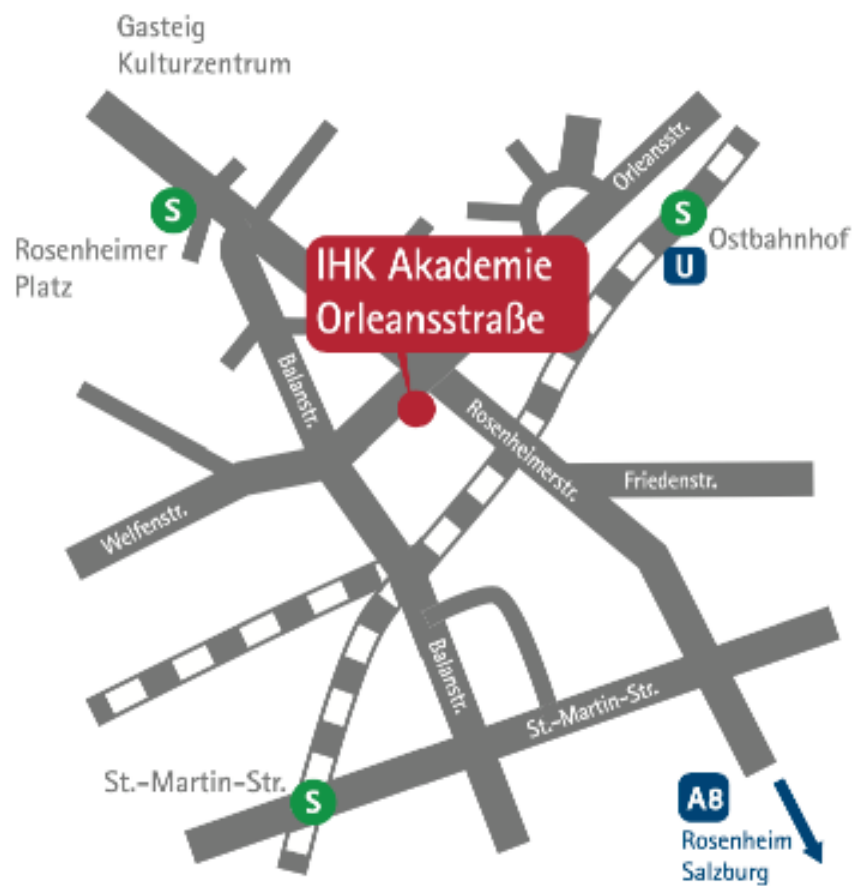 Gasteig
Kulturzentrum
Orleansstr.
S
S
Rosenheimer
Platz
Ostbahnhof
U
IHK Akademie
Orleansstraße
Balanstr.
Rosenheimerstr.
Friedenstr.
Welfenstr.
Balanstr.
St.-Martin-Str.
St.-Martin-Str.
S
A8
Rosenheim
Salzburg